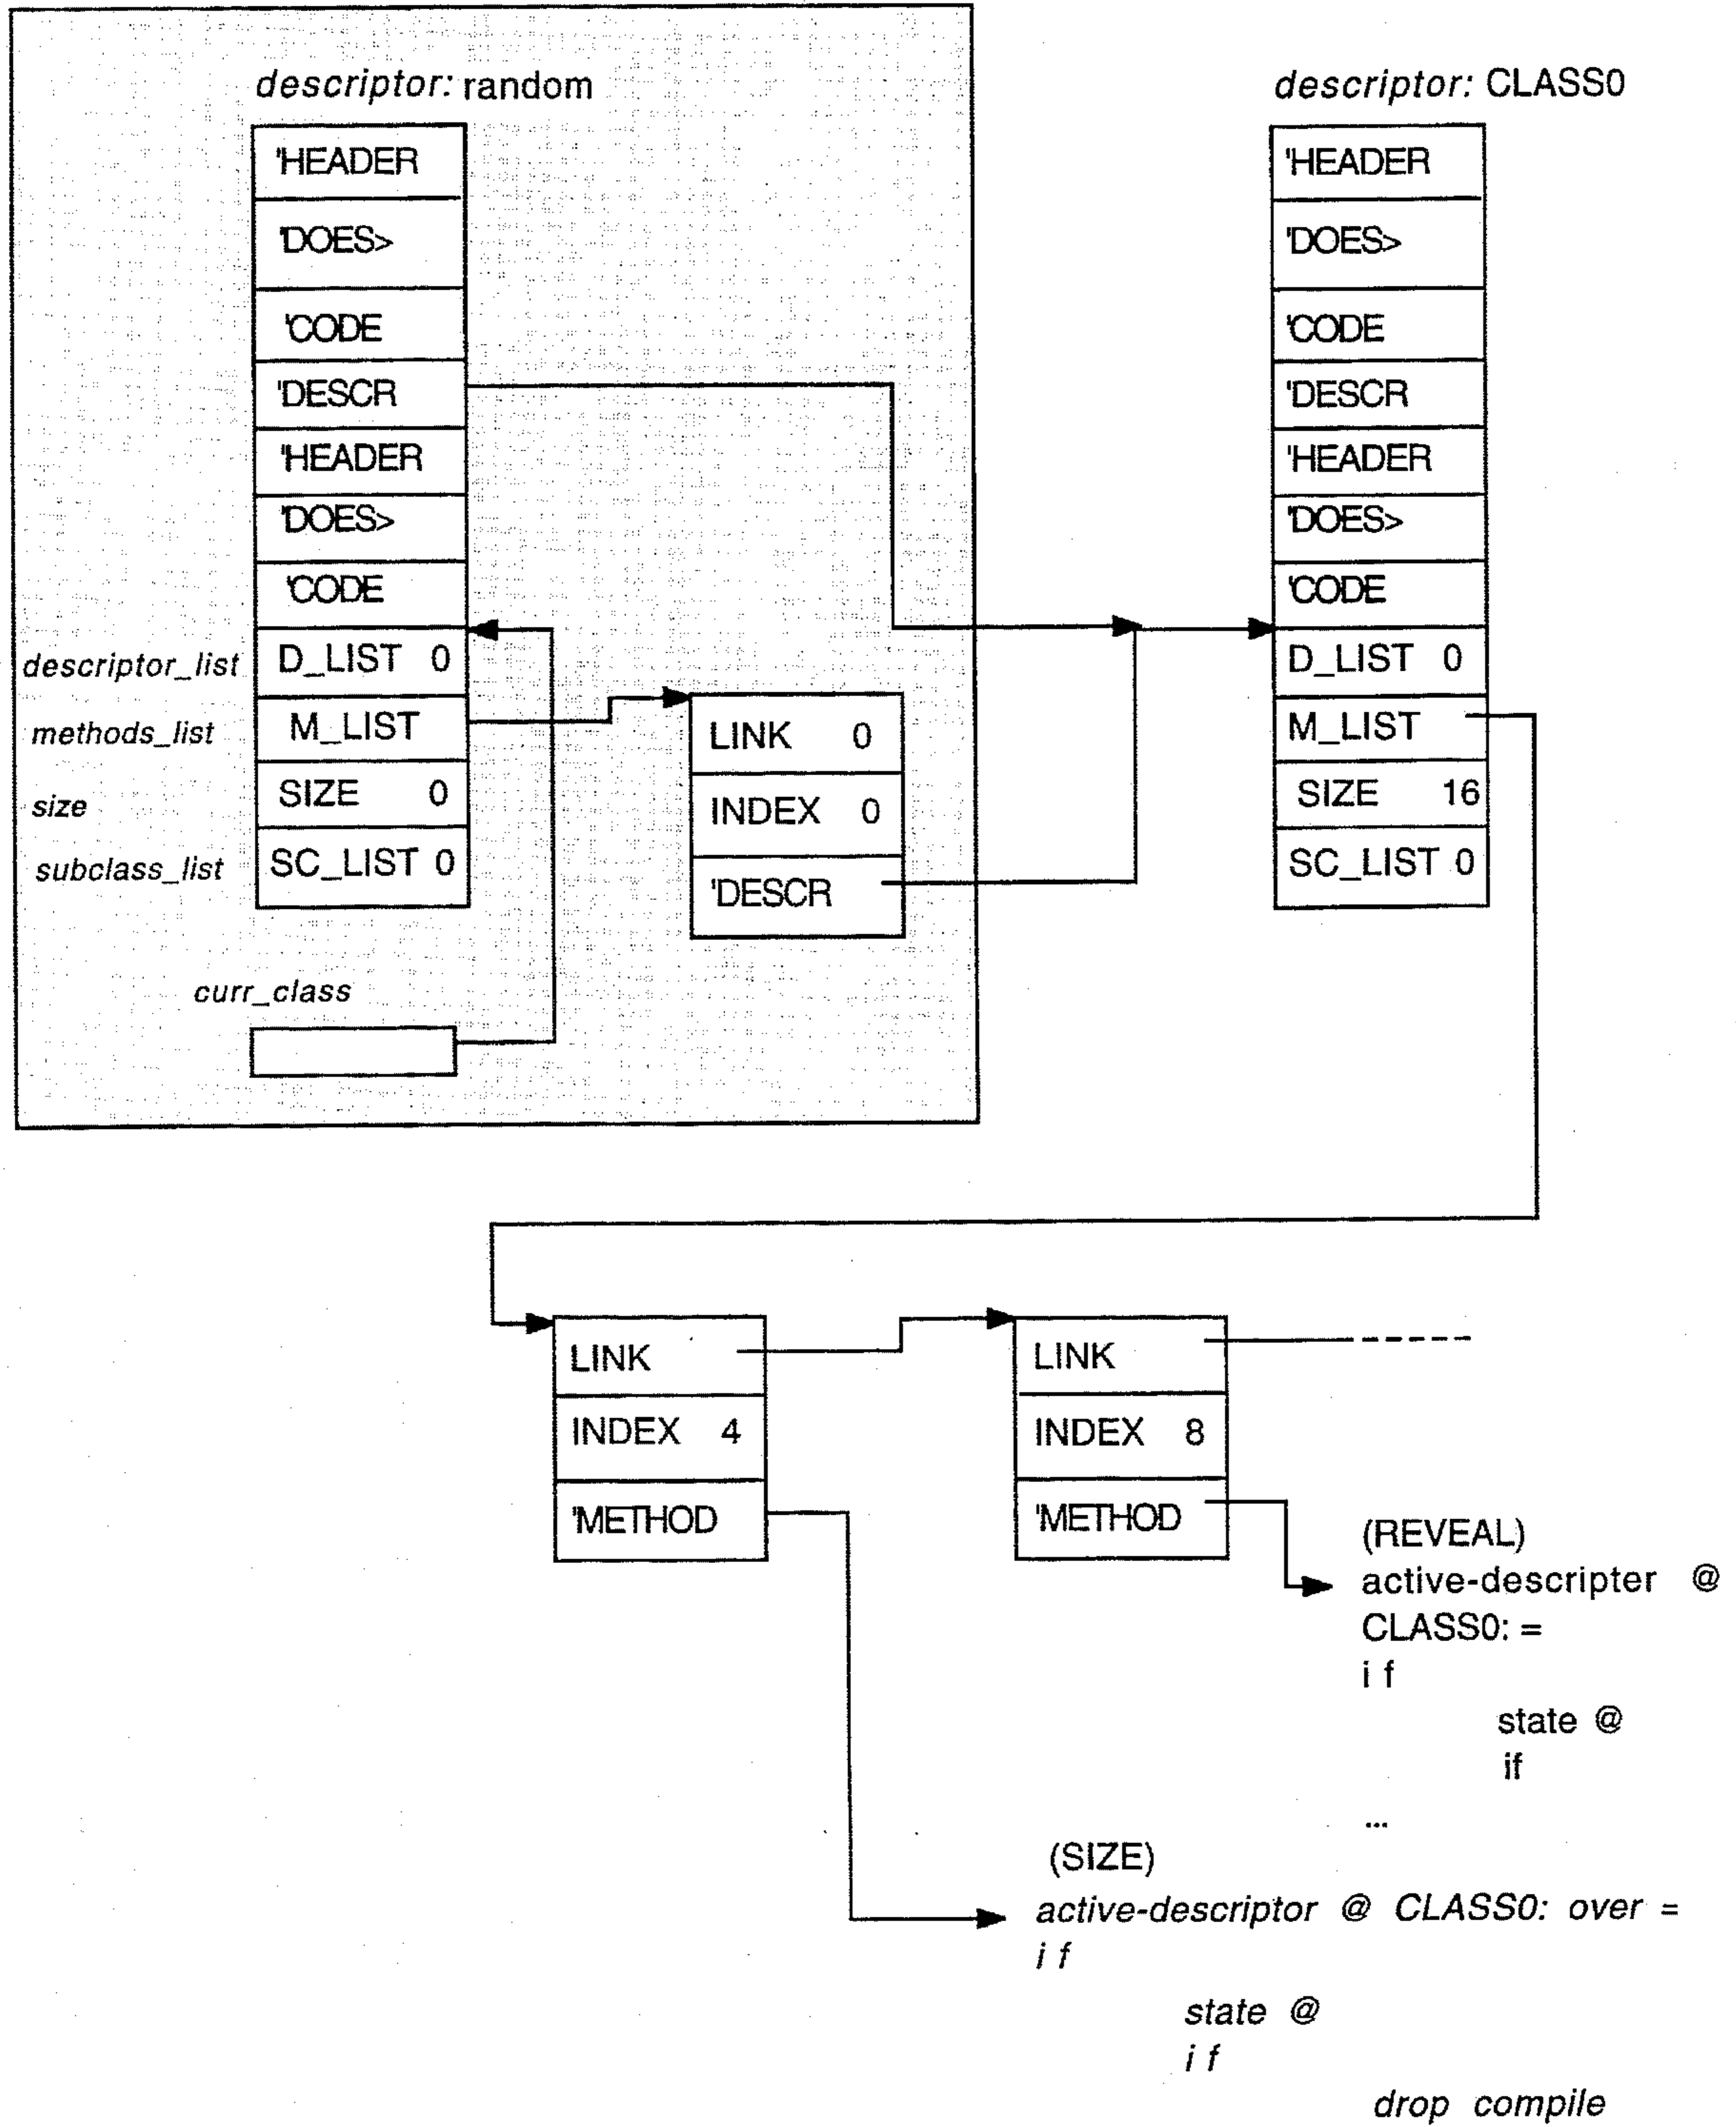 descriptor: random
'HEADER
'DOES>
'CODE
'DESCR
'HEADER
'DOES>
'CODE
descriptor_list
D_LIST 0
methods_list
M_LIST
size
SIZE 0
subclass_list
SC_LIST 0
curr_class
LINK 0
INDEX 0
'DESCR
descriptor: CLASS0
'HEADER
'DOES>
'CODE
'DESCR
'HEADER
'DOES>
'CODE
D_LIST 0
M_LIST
SIZE 16
SC_LIST 0
LINK
INDEX 4
'METHOD
LINK
INDEX 8
'METHOD
(REVEAL)
active-descripter @
CLASS0: =
i f
state @
if
...
(SIZE)
active-descriptor @ CLASS0: over =
i f
state @
i f
drop compile